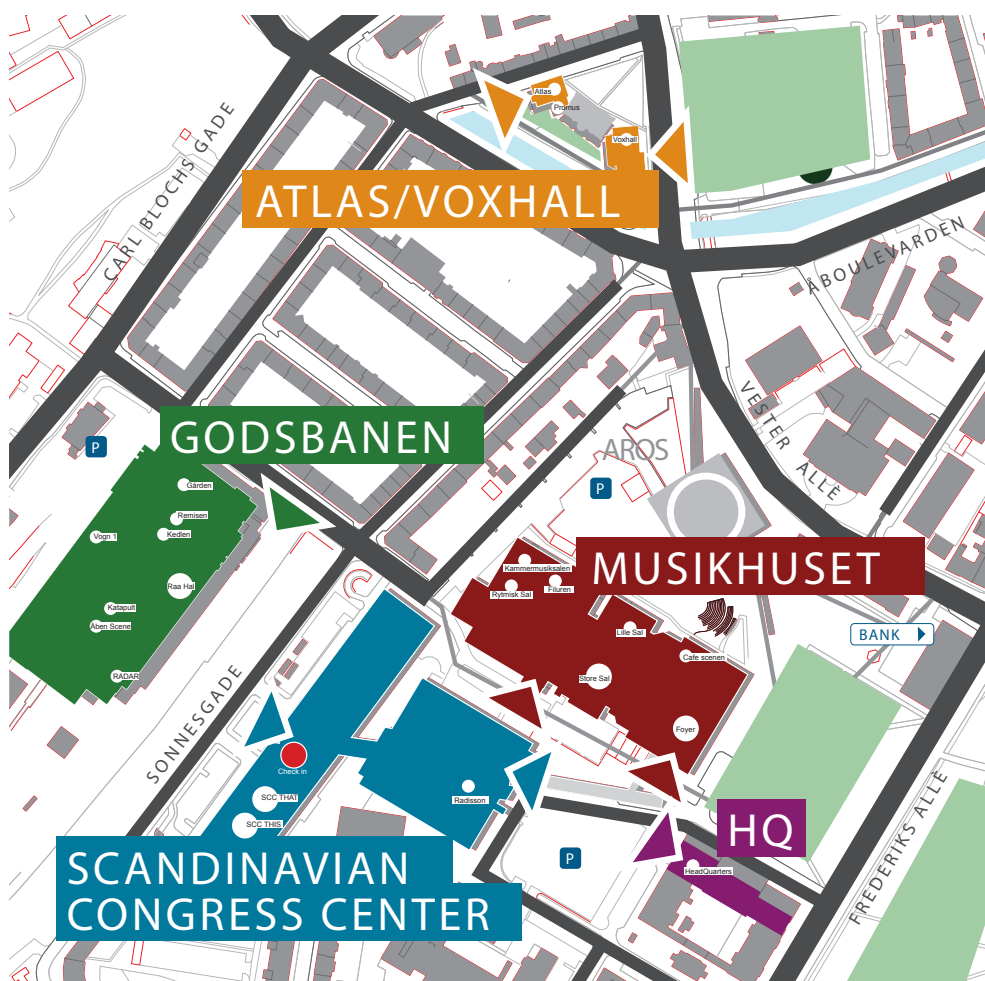 Atlas
Promus
Voxhall
ATLAS/VOXHALL
CARL BLOCHS GADE
ÅBOULEVARDEN
VESTER ALLÈ
GODSBANEN
P
AROS
P
Gården
Remisen
Kedlen
Vogn 1
Raa Hal
Katapult
Åben Scene
RADAR
MUSIKHUSET
Kammermusiksalen
Rytmisk Sal
Filuren
Lille Sal
Cafe scenen
Store Sal
Foyer
BANK
SONNESGADE
Check in
SCC THAT
SCC THIS
Radisson
P
HQ
HeadQuarters
FREDERIKS ALLÈ
SCANDINAVIAN
CONGRESS CENTER